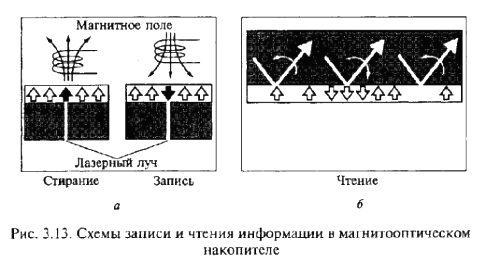 Магнитное поле
Лазерный луч
Стирание Запись Чтение
а б
Рис. 3.13. Схемы записи и чтения информации в магнитооптическом
накопителе